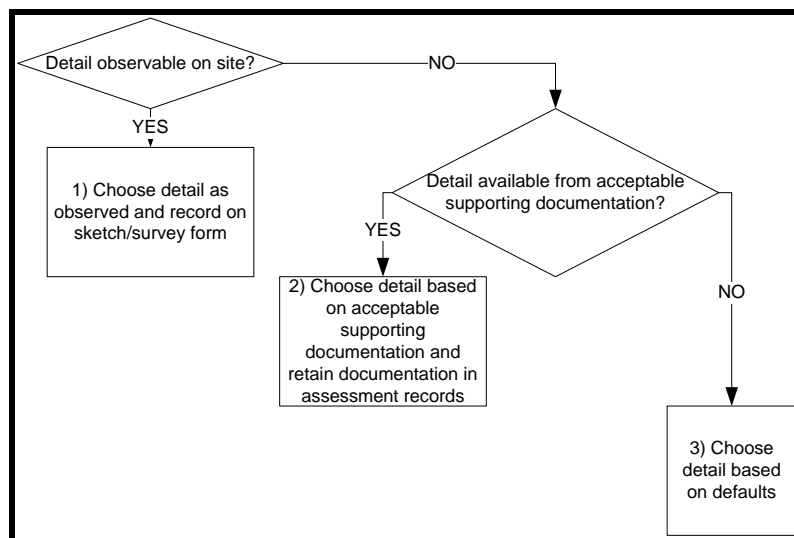 Detail observable on site?
NO
YES
1) Choose detail as
observed and record on
sketch/survey form
Detail available from acceptable
supporting documentation?
YES
2) Choose detail based
on acceptable
supporting
documentation and
retain documentation in
assessment records
NO
3) Choose
detail based
on defaults